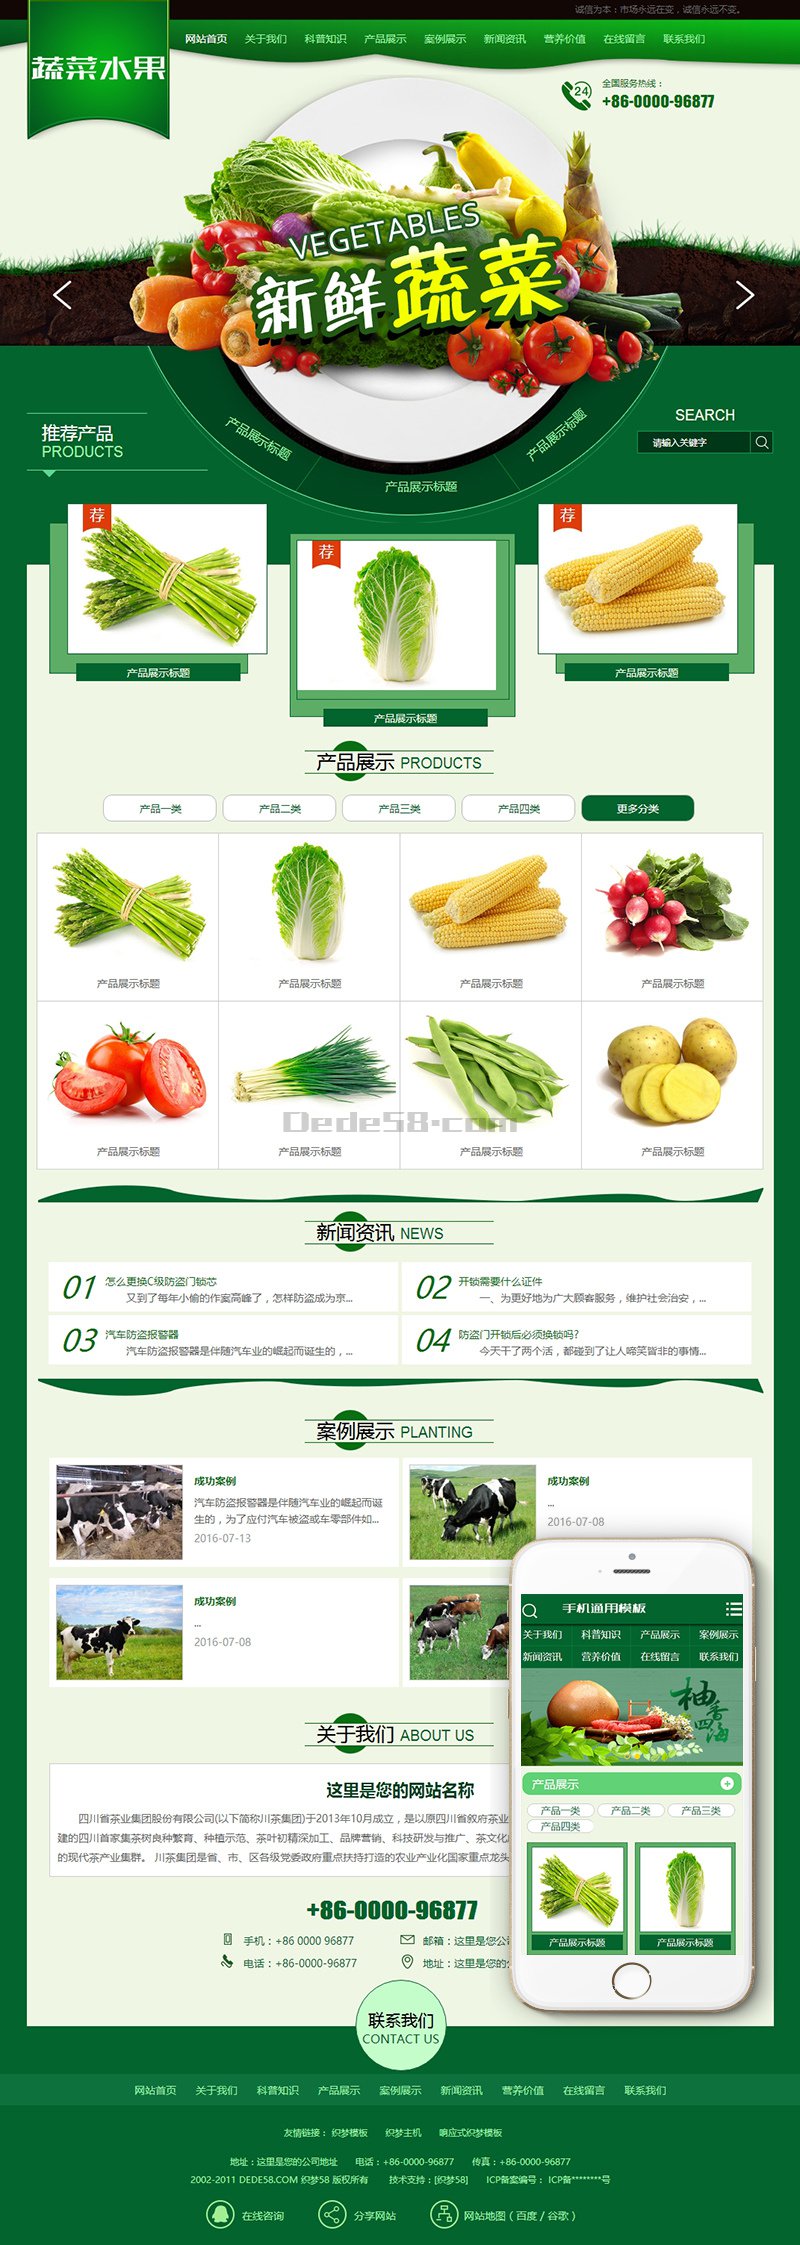 诚信为本：市场永远在变，诚信永远不变。
蔬菜水果
网站首页 关于我们 科普知识 产品展示 案例展示 新闻资讯 营养价值 在线留言 联系我们
24
全国服务热线：
+86-0000-96877
VEGETABLES
新鲜蔬菜
推荐产品
PRODUCTS
产品展示标题
产品展示标题
产品展示标题
SEARCH
请输入关键字
荐
荐
荐
产品展示标题
产品展示标题
产品展示标题
产品展示 PRODUCTS
产品一类 产品二类 产品三类 产品四类 更多分类
产品展示标题 产品展示标题 产品展示标题 产品展示标题
Dede58.com
产品展示标题 产品展示标题 产品展示标题 产品展示标题
新闻资讯 NEWS
01 怎么更换C级防盗门锁芯
又到了每年小偷的作案高峰了，怎样防盗成为京...
02 开锁需要什么证件
一、为更好地为广大顾客服务，维护社会治安，...
03 汽车防盗报警器
汽车防盗报警器是伴随汽车业的崛起而诞生的，...
04 防盗门开锁后必须换锁吗?
今天干了两个活，都碰到了让人啼笑皆非的事情...
案例展示 PLANTING
成功案例
汽车防盗报警器是伴随汽车业的崛起而诞
生的，为了应付汽车被盗或车零部件如...
2016-07-13
成功案例
...
2016-07-08
成功案例
...
2016-07-08
关于我们 ABOUT US
这里是您的网站名称
四川省茶业集团股份有限公司(以下简称川茶集团)于2013年10月成立，是以原四川省叙府茶业
建的四川首家集茶树良种繁育、种植示范、茶叶初精深加工、品牌营销、科技研发与推广、茶文化
的现代茶产业集群。 川茶集团是省、市、区各级党委政府重点扶持打造的农业产业化国家重点龙头
+86-0000-96877
手机：+86 0000 96877 邮箱：这里是您公
电话：+86-0000-96877 地址：这里是您的
手机通用模板
关于我们 科普知识 产品展示 案例展示
新闻资讯 营养价值 在线留言 联系我们
柚香四海
产品展示
产品一类 产品二类 产品三类
产品四类
产品展示标题 产品展示标题
联系我们
CONTACT US
网站首页 关于我们 科普知识 产品展示 案例展示 新闻资讯 营养价值 在线留言 联系我们
友情链接： 织梦模板 织梦主机 响应式织梦模板
地址：这里是您的公司地址 电话：+86-0000-96877 传真：+86-0000-96877
2002-2011 DEDE58.COM 织梦58 版权所有 技术支持：[织梦58] ICP备案编号： ICP备********号
在线咨询 分享网站 网站地图 ( 百度 / 谷歌 )